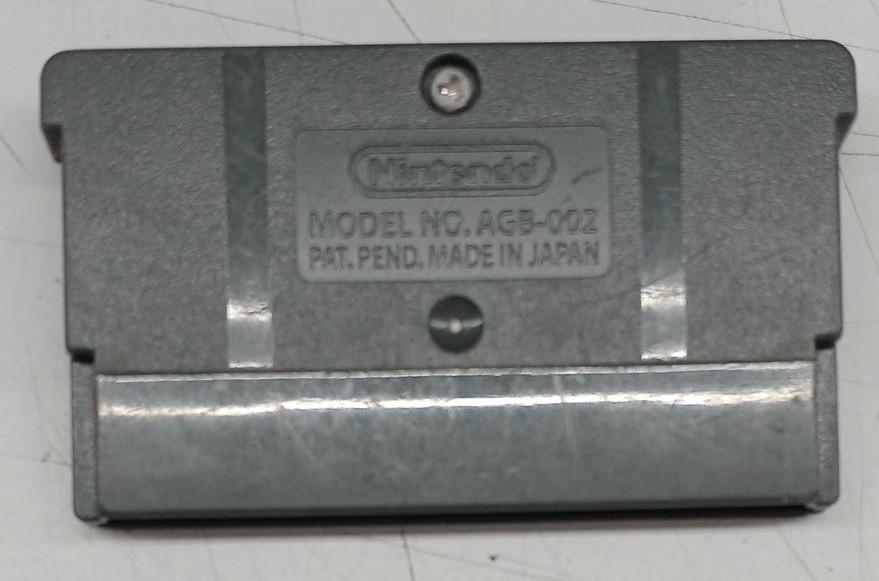 Nintendo
MODEL NO. AGB-002
PAT. PEND. MADE IN JAPAN